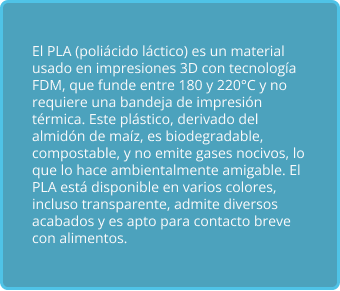 El PLA (poliácido láctico) es un material
usado en impresiones 3D con tecnología
FDM, que funde entre 180 y 220°C y no
requiere una bandeja de impresión
térmica. Este plástico, derivado del
almidón de maíz, es biodegradable,
compostable, y no emite gases nocivos, lo
que lo hace ambientalmente amigable. El
PLA está disponible en varios colores,
incluso transparente, admite diversos
acabados y es apto para contacto breve
con alimentos.